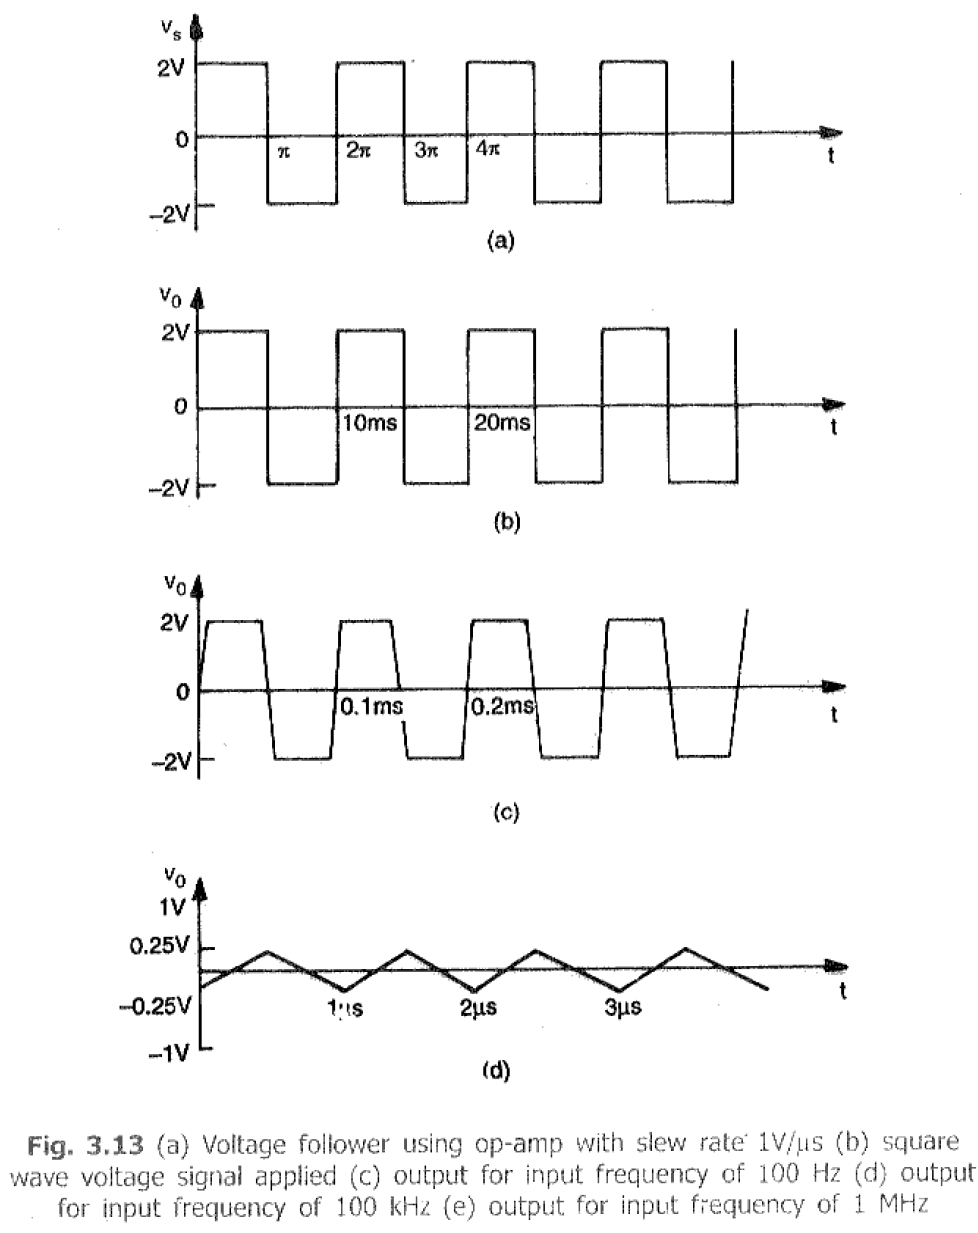 vs
2V
0
π 2π 3π 4π
t
−2V
(a)
v0
2V
0
10ms 20ms
t
−2V
(b)
v0
2V
0
0.1ms 0.2ms
t
−2V
(c)
v0
1V
0.25V
−0.25V
1μs 2μs 3μs
t
−1V
(d)
Fig. 3.13 (a) Voltage follower using op-amp with slew rate 1V/μs (b) square
wave voltage signal applied (c) output for input frequency of 100 Hz (d) output
for input frequency of 100 kHz (e) output for input frequency of 1 MHz